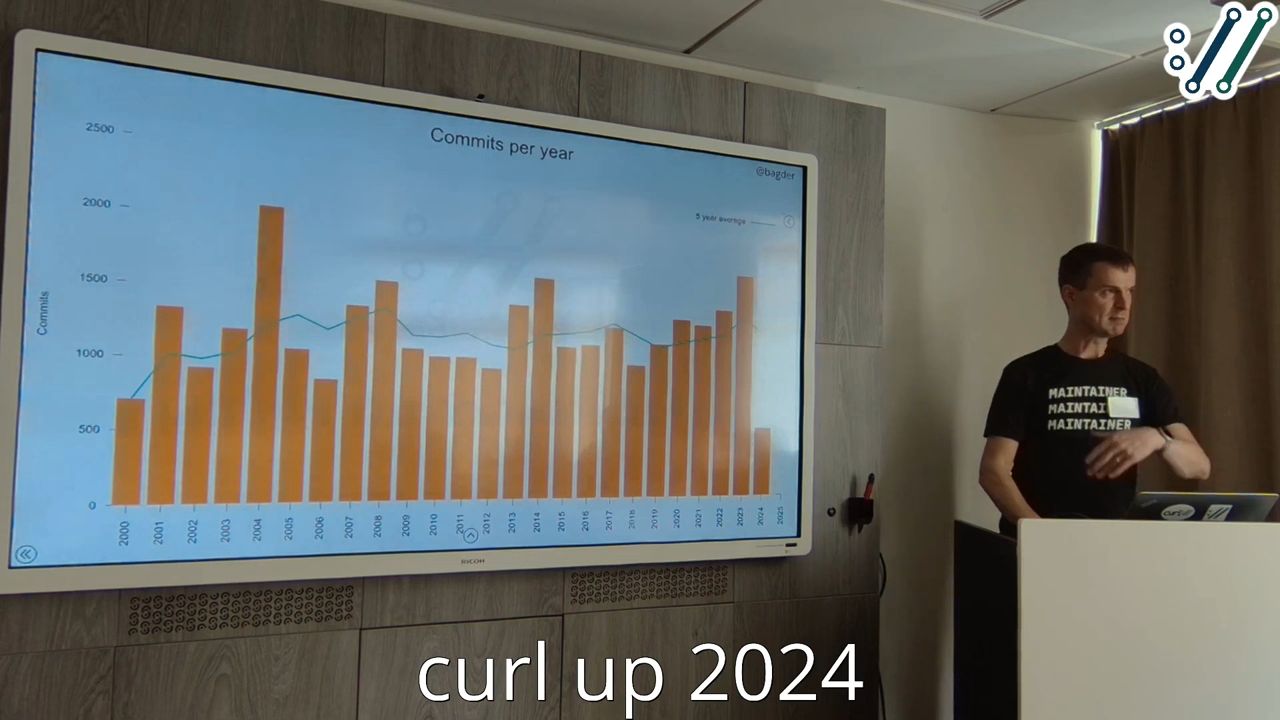 Commits per year
@bagder
5 year average
2500
2000
1500
1000
500
0
Commits
2000 2001 2002 2003 2004 2005 2006 2007 2008 2009 2010 2011 2012 2013 2014 2015 2016 2017 2018 2019 2020 2021 2022 2023 2024 2025
RICOH
MAINTAINER
MAINTAI
MAINTAINER
curl://
curl up 2024